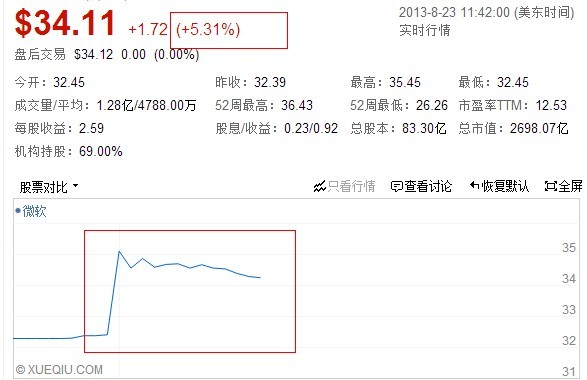 $34.11 +1.72 (+5.31%) 2013-8-23 11:42:00 (美东时间)
实时行情
盘后交易 $34.12 0.00 (0.00%)
今开：32.45 昨收：32.39 最高：35.45 最低：32.45
成交量/平均：1.28亿/4788.00万 52周最高：36.43 52周最低：26.26 市盈率TTM：12.53
每股收益：2.59 股息/收益：0.23/0.92 总股本：83.30亿 总市值：2698.07亿
机构持股：69.00%
股票对比 只看行情 查看讨论 恢复默认 全屏
微软
35
34
33
32
31
© XUEQIU.COM